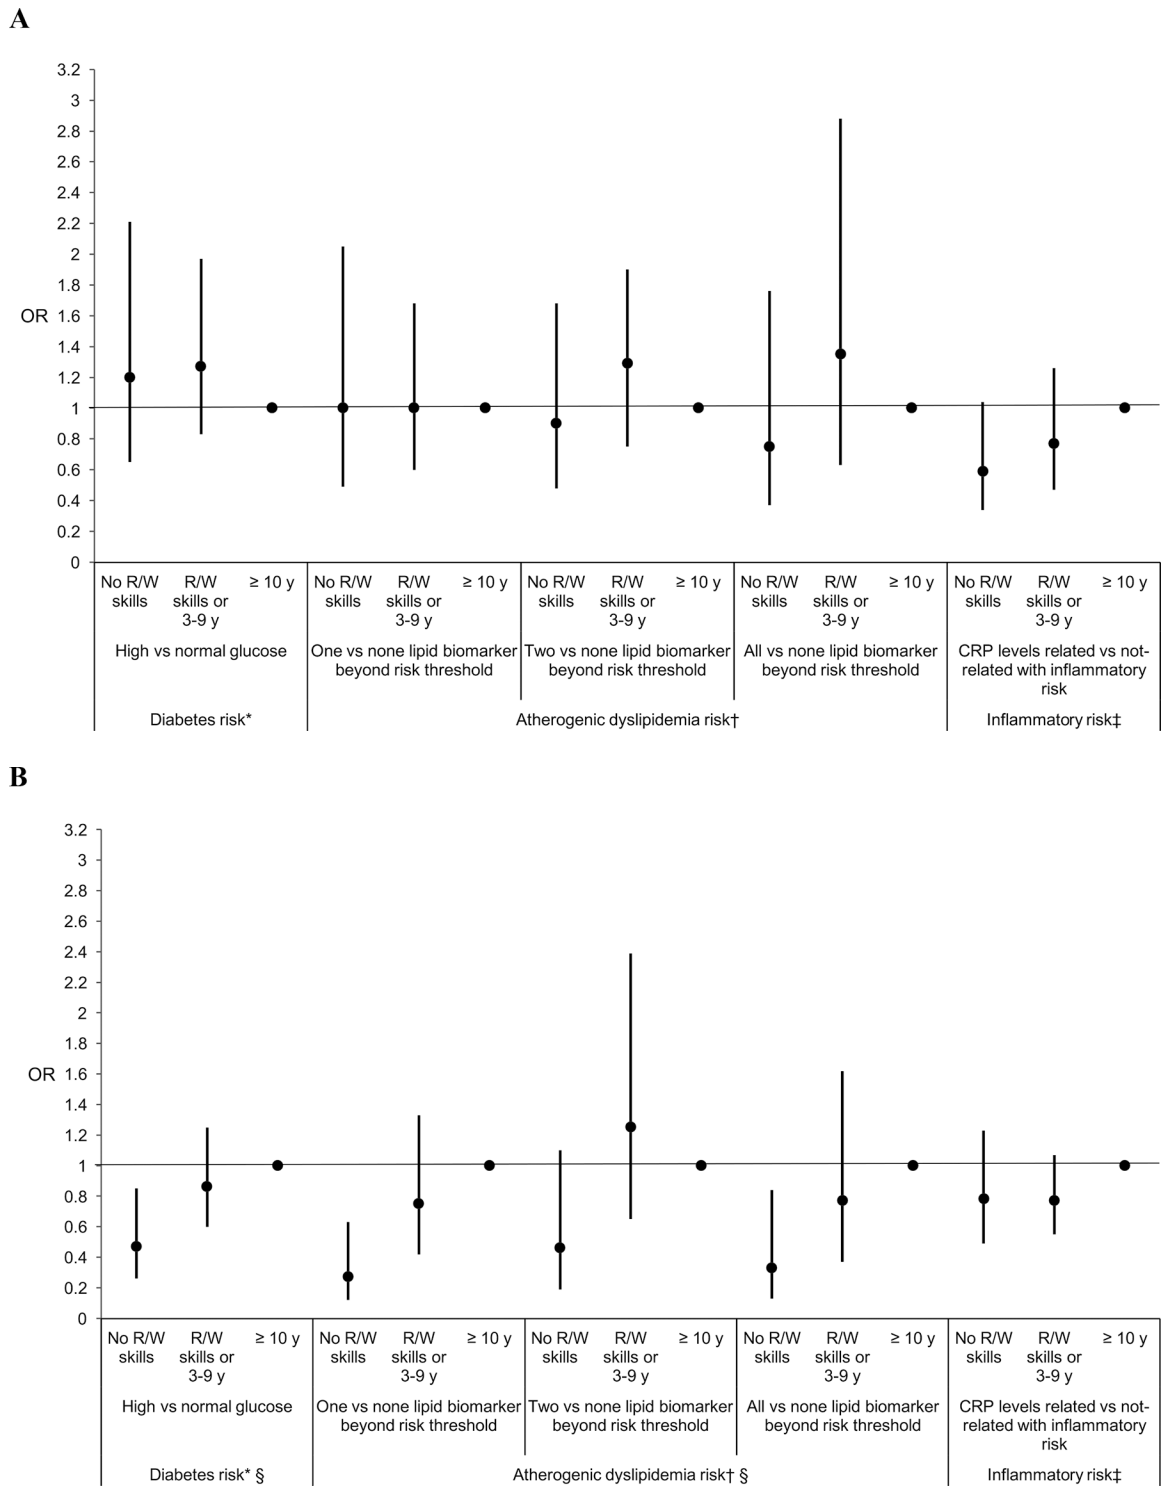 A
3.2
3
2.8
2.6
2.4
2.2
2
1.8
OR 1.6
1.4
1.2
1
0.8
0.6
0.4
0.2
0
No R/W R/W ≥ 10 y No R/W R/W ≥ 10 y No R/W R/W ≥ 10 y No R/W R/W ≥ 10 y No R/W R/W ≥ 10 y
skills skills or skills skills or skills skills or skills skills or skills skills or
3-9 y 3-9 y 3-9 y 3-9 y 3-9 y
High vs normal glucose One vs none lipid biomarker Two vs none lipid biomarker All vs none lipid biomarker CRP levels related vs not-
beyond risk threshold beyond risk threshold beyond risk threshold related with inflammatory
risk
Diabetes risk* Atherogenic dyslipidemia risk† Inflammatory risk‡
B
3.2
3
2.8
2.6
2.4
2.2
2
1.8
OR 1.6
1.4
1.2
1
0.8
0.6
0.4
0.2
0
No R/W R/W ≥ 10 y No R/W R/W ≥ 10 y No R/W R/W ≥ 10 y No R/W R/W ≥ 10 y No R/W R/W ≥ 10 y
skills skills or skills skills or skills skills or skills skills or skills skills or
3-9 y 3-9 y 3-9 y 3-9 y 3-9 y
High vs normal glucose One vs none lipid biomarker Two vs none lipid biomarker All vs none lipid biomarker CRP levels related vs not-
beyond risk threshold beyond risk threshold beyond risk threshold related with inflammatory
risk
Diabetes risk* § Atherogenic dyslipidemia risk† § Inflammatory risk‡